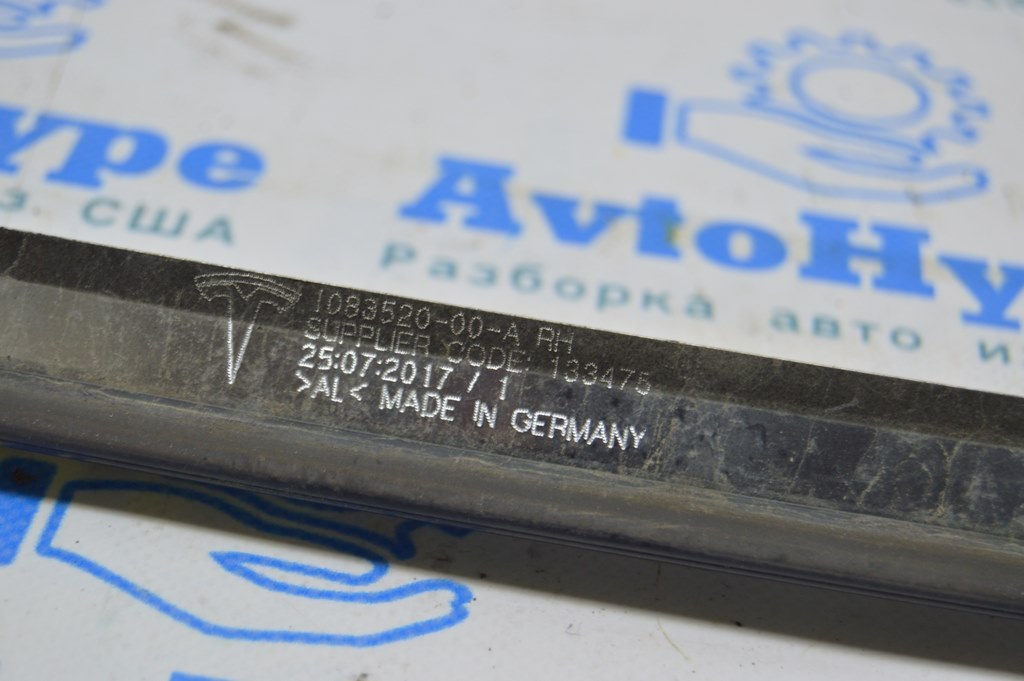 AvtoHy
ype
разборка авто и
з США
1083520-00-A RH
SUPPLIER CODE: 133475
25:07:2017 / 1
>AL< MADE IN GERMANY